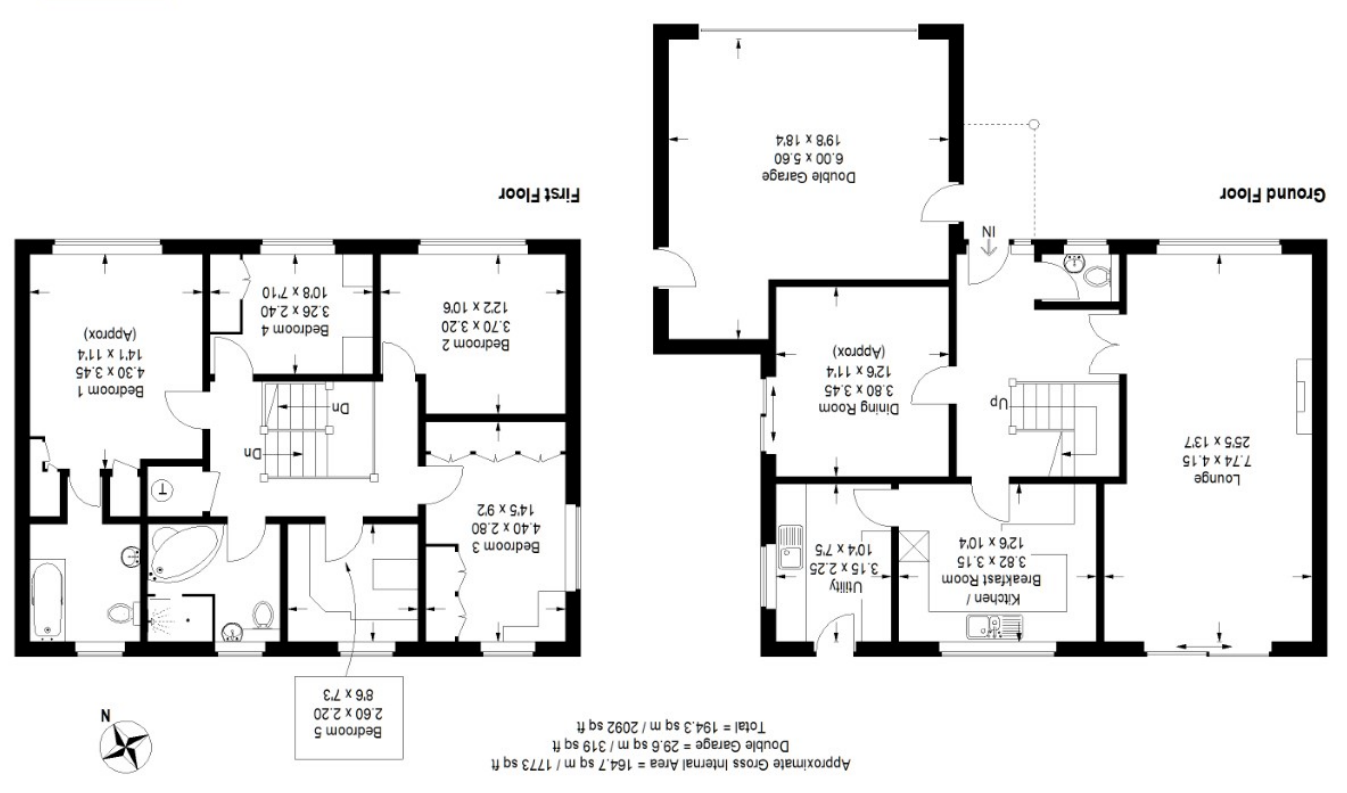 Approximate Gross Internal Area = 164.7 sq m / 1773 sq ft
Double Garage = 29.6 sq m / 319 sq ft
Total = 194.3 sq m / 2092 sq ft
N
Lounge
7.74 x 4.15
25'5 x 13'7
Kitchen /
Breakfast Room
3.82 x 3.15
12'6 x 10'4
Utility
3.15 x 2.25
10'4 x 7'5
Up
Dining Room
3.80 x 3.45
12'6 x 11'4
(Approx)
IN
Double Garage
6.00 x 5.60
19'8 x 18'4
Ground Floor
Bedroom 5
2.60 x 2.20
8'6 x 7'3
Bedroom 3
4.40 x 2.80
14'5 x 9'2
T
Dn
Dn
Bedroom 2
3.70 x 3.20
12'2 x 10'6
Bedroom 4
3.26 x 2.40
10'8 x 7'10
Bedroom 1
4.30 x 3.45
14'1 x 11'4
(Approx)
First Floor